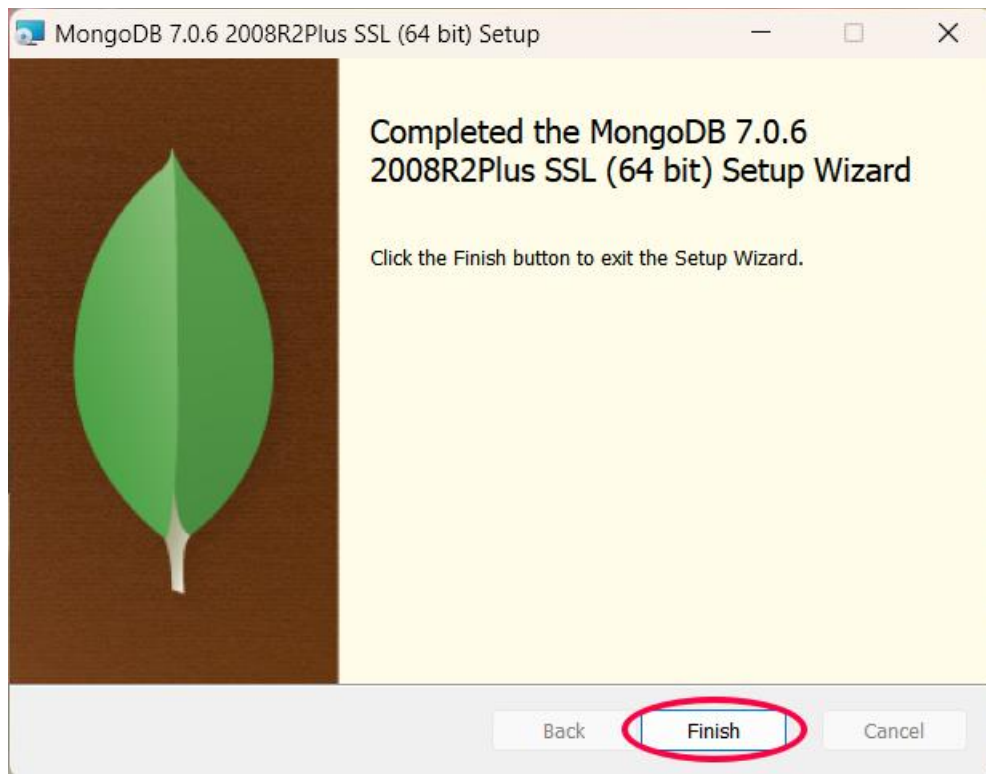 MongoDB 7.0.6 2008R2Plus SSL (64 bit) Setup
Completed the MongoDB 7.0.6
2008R2Plus SSL (64 bit) Setup Wizard
Click the Finish button to exit the Setup Wizard.
Back
Finish
Cancel